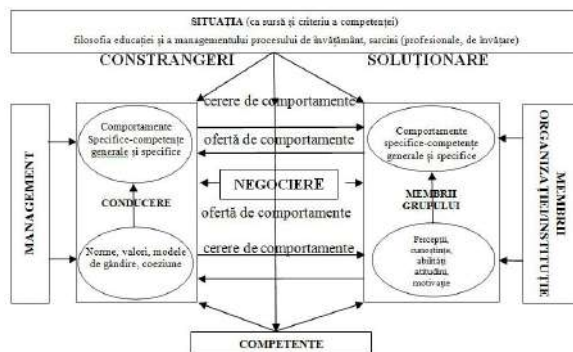 SITUAȚIA (ca sursă și criteriu a competenței)
filosofia educației și a managementului procesului de învățământ, sarcini (profesionale, de învățare)
CONSTRANGERI
SOLUȚIONARE
MANAGEMENT
Comportamente
Specifice-competențe
generale și specifice
CONDUCERE
Norme, valori, modele
de gândire, coeziune
cerere de comportamente
ofertă de comportamente
NEGOCIERE
ofertă de comportamente
cerere de comportamente
Comportamente
specifice-competențe
generale și specifice
MEMBRII
GRUPULUI
Percepții,
cunoștințe,
abilități
atitudini,
motivație
MEMBRII
ORGANIZAȚIEI/INSTITUȚIE
COMPETENȚE